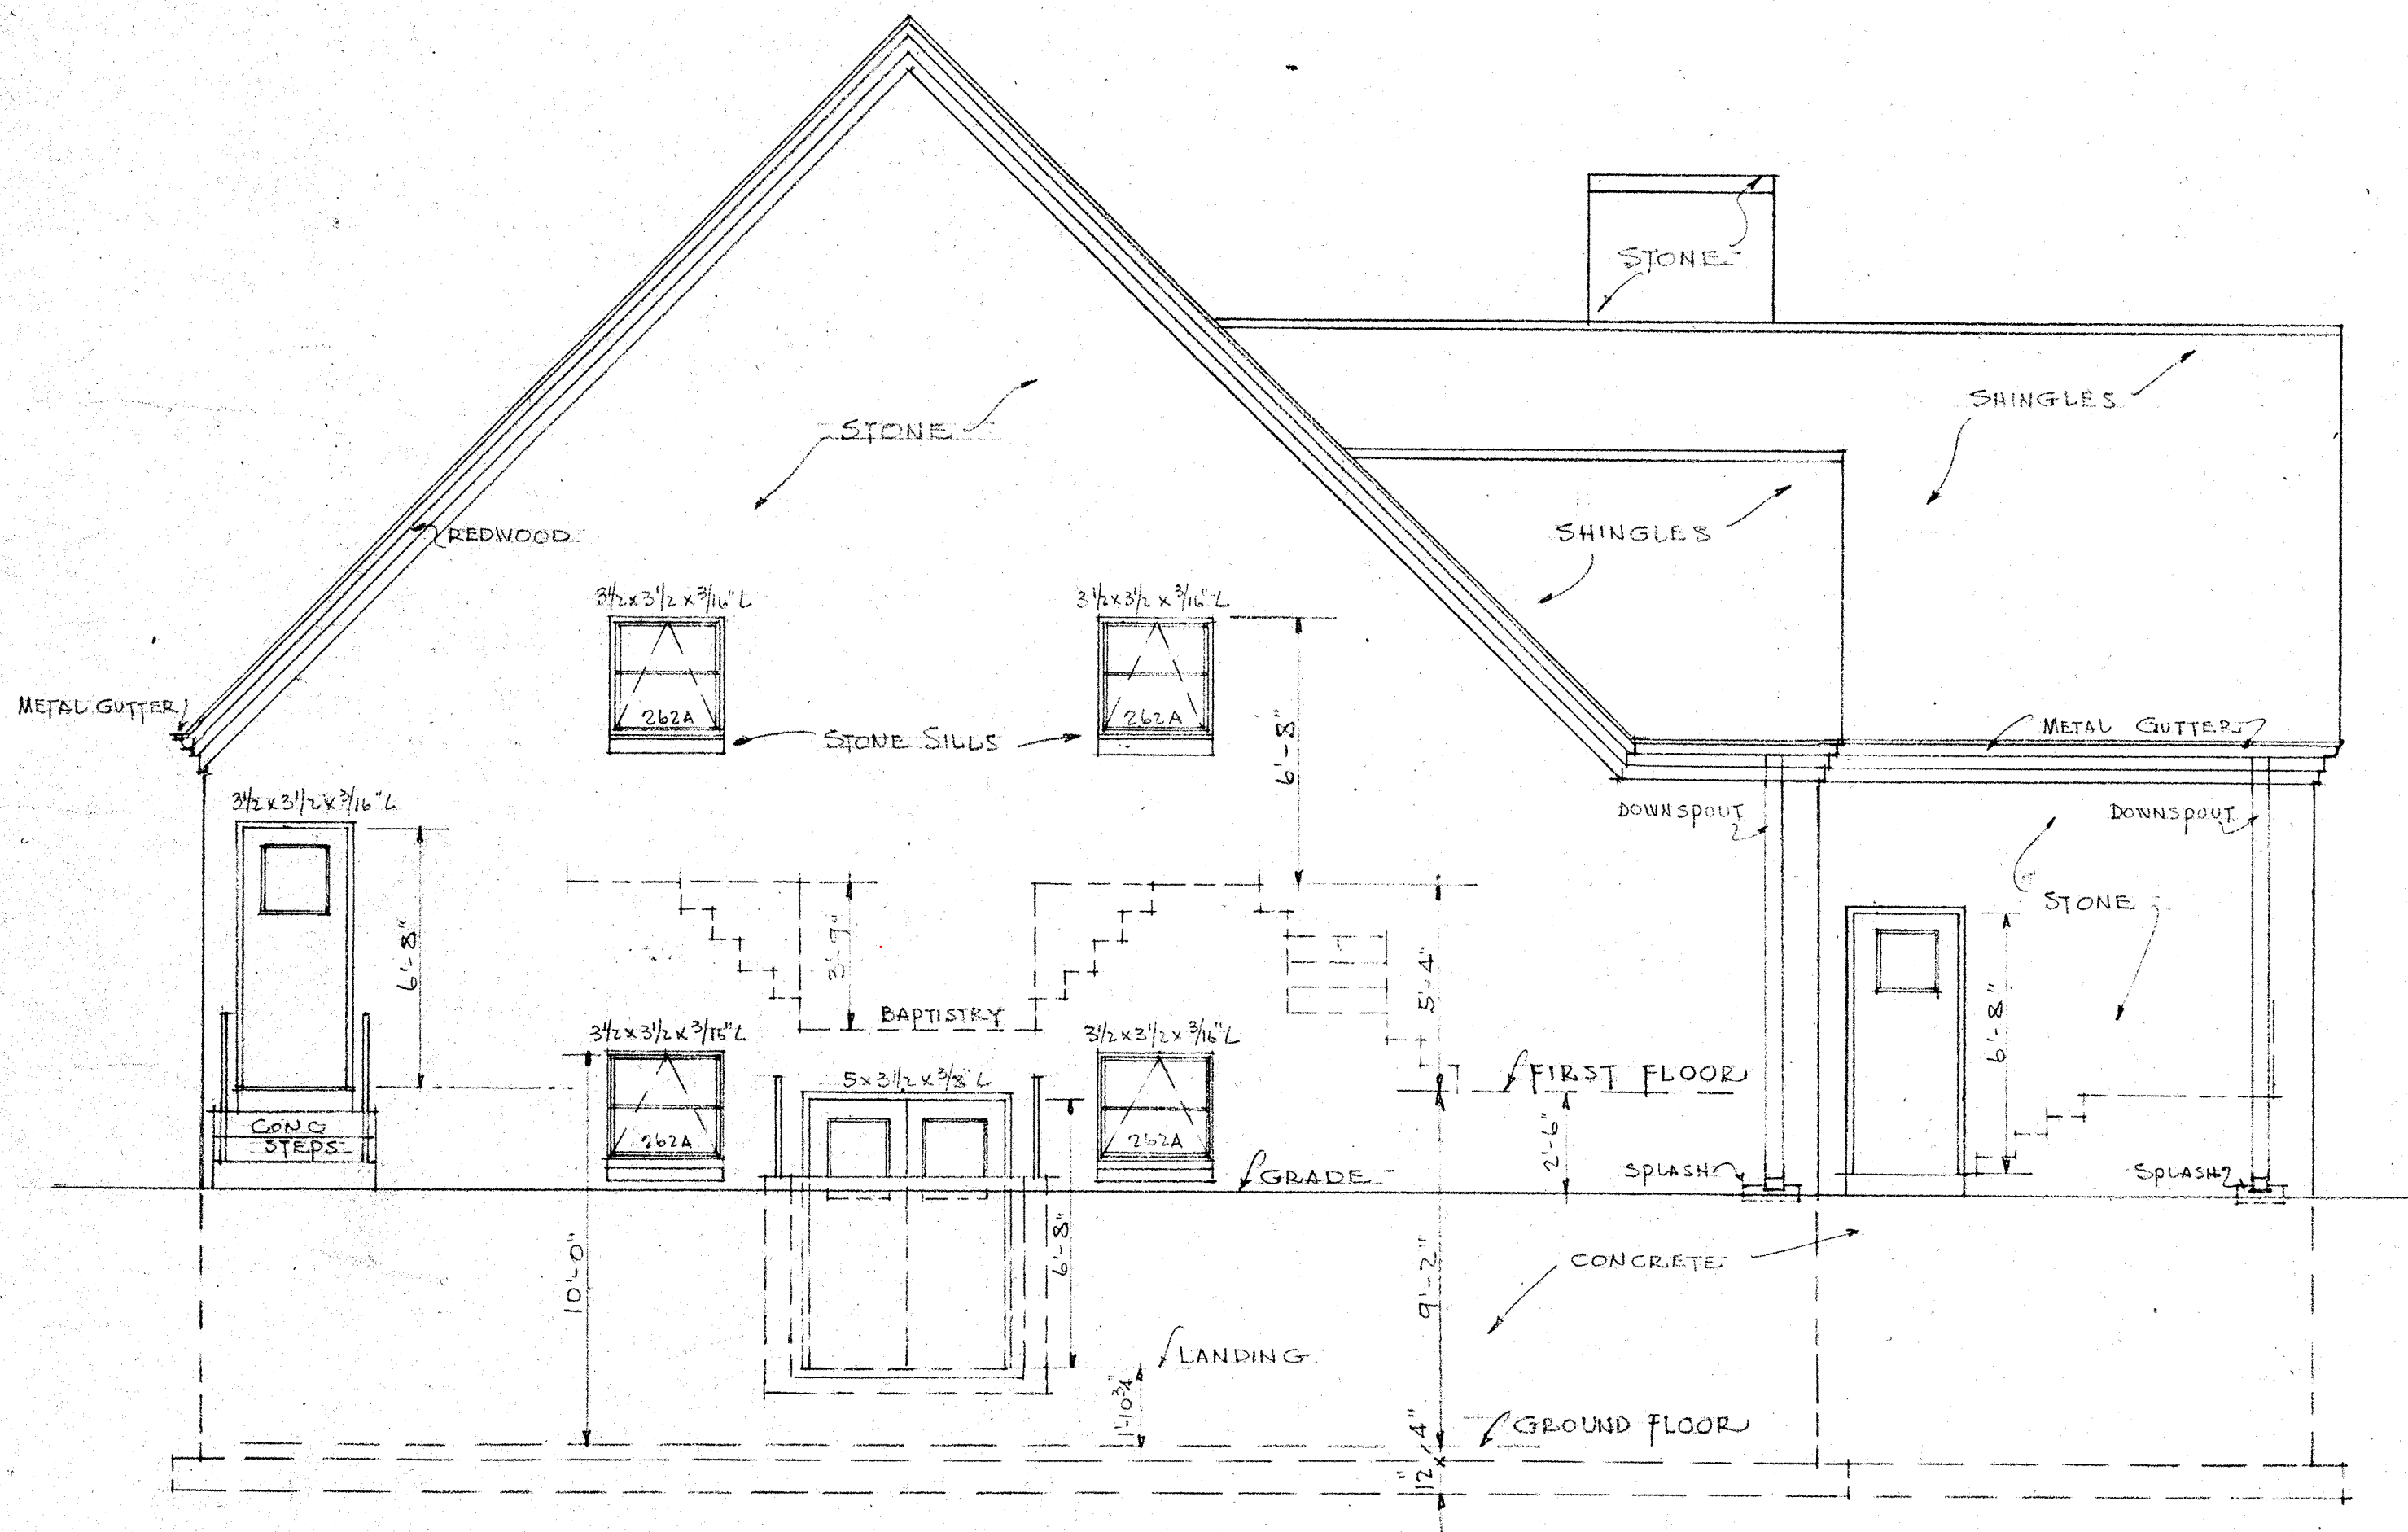 STONE
SHINGLES
STONE
REDWOOD
SHINGLES
3½x3½x3/16" L
3½x3½x3/16" L
262A
262A
METAL GUTTER
STONE SILLS
6'-8"
METAL GUTTER
3½x3½x3/16" L
DOWNSPOUT
DOWNSPOUT
STONE
6'-8"
3'-9"
5'-4"
6'-8"
BAPTISTRY
3½x3½x3/16" L
3½x3½x3/16" L
5x3½x3/8" L
FIRST FLOOR
CONC
STEPS
262A
262A
2'-6"
GRADE
SPLASH
SPLASH
10'-0"
6'-8"
9'-2"
CONCRETE
LANDING
1'-10¾"
GROUND FLOOR
4"
12"